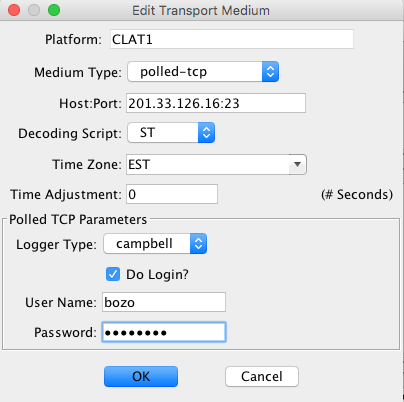 Edit Transport Medium
Platform: CLAT1
Medium Type: polled-tcp
Host:Port: 201.33.126.16:23
Decoding Script: ST
Time Zone: EST
Time Adjustment: 0 (# Seconds)
Polled TCP Parameters
Logger Type: campbell
Do Login?
User Name: bozo
Password: ●●●●●●●●
OK Cancel